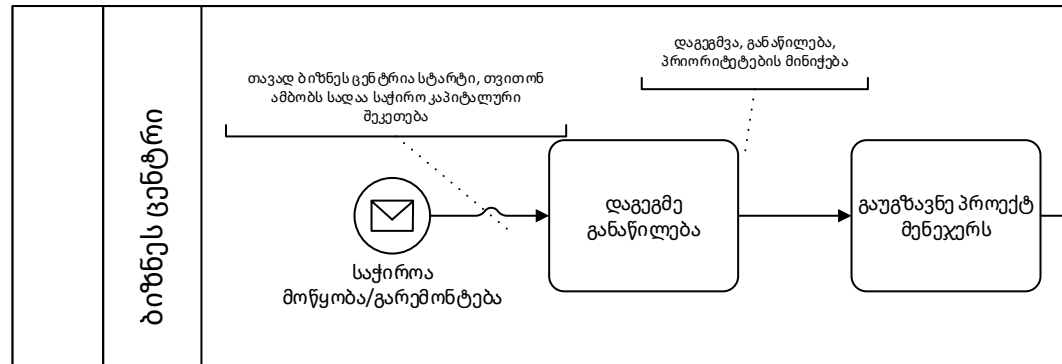 ბიზნეს ცენტრი
თავად ბიზნეს ცენტრია სტარტი, თვითონ
ამბობს სადაა საჭირო კაპიტალური
შეკეთება
დაგეგმვა, განაწილება,
პრიორიტეტების მინიჭება
საჭიროა
მოწყობა/გარემონტება
დაგეგმე
განაწილება
გაუგზავნე პროექტ
მენეჯერს